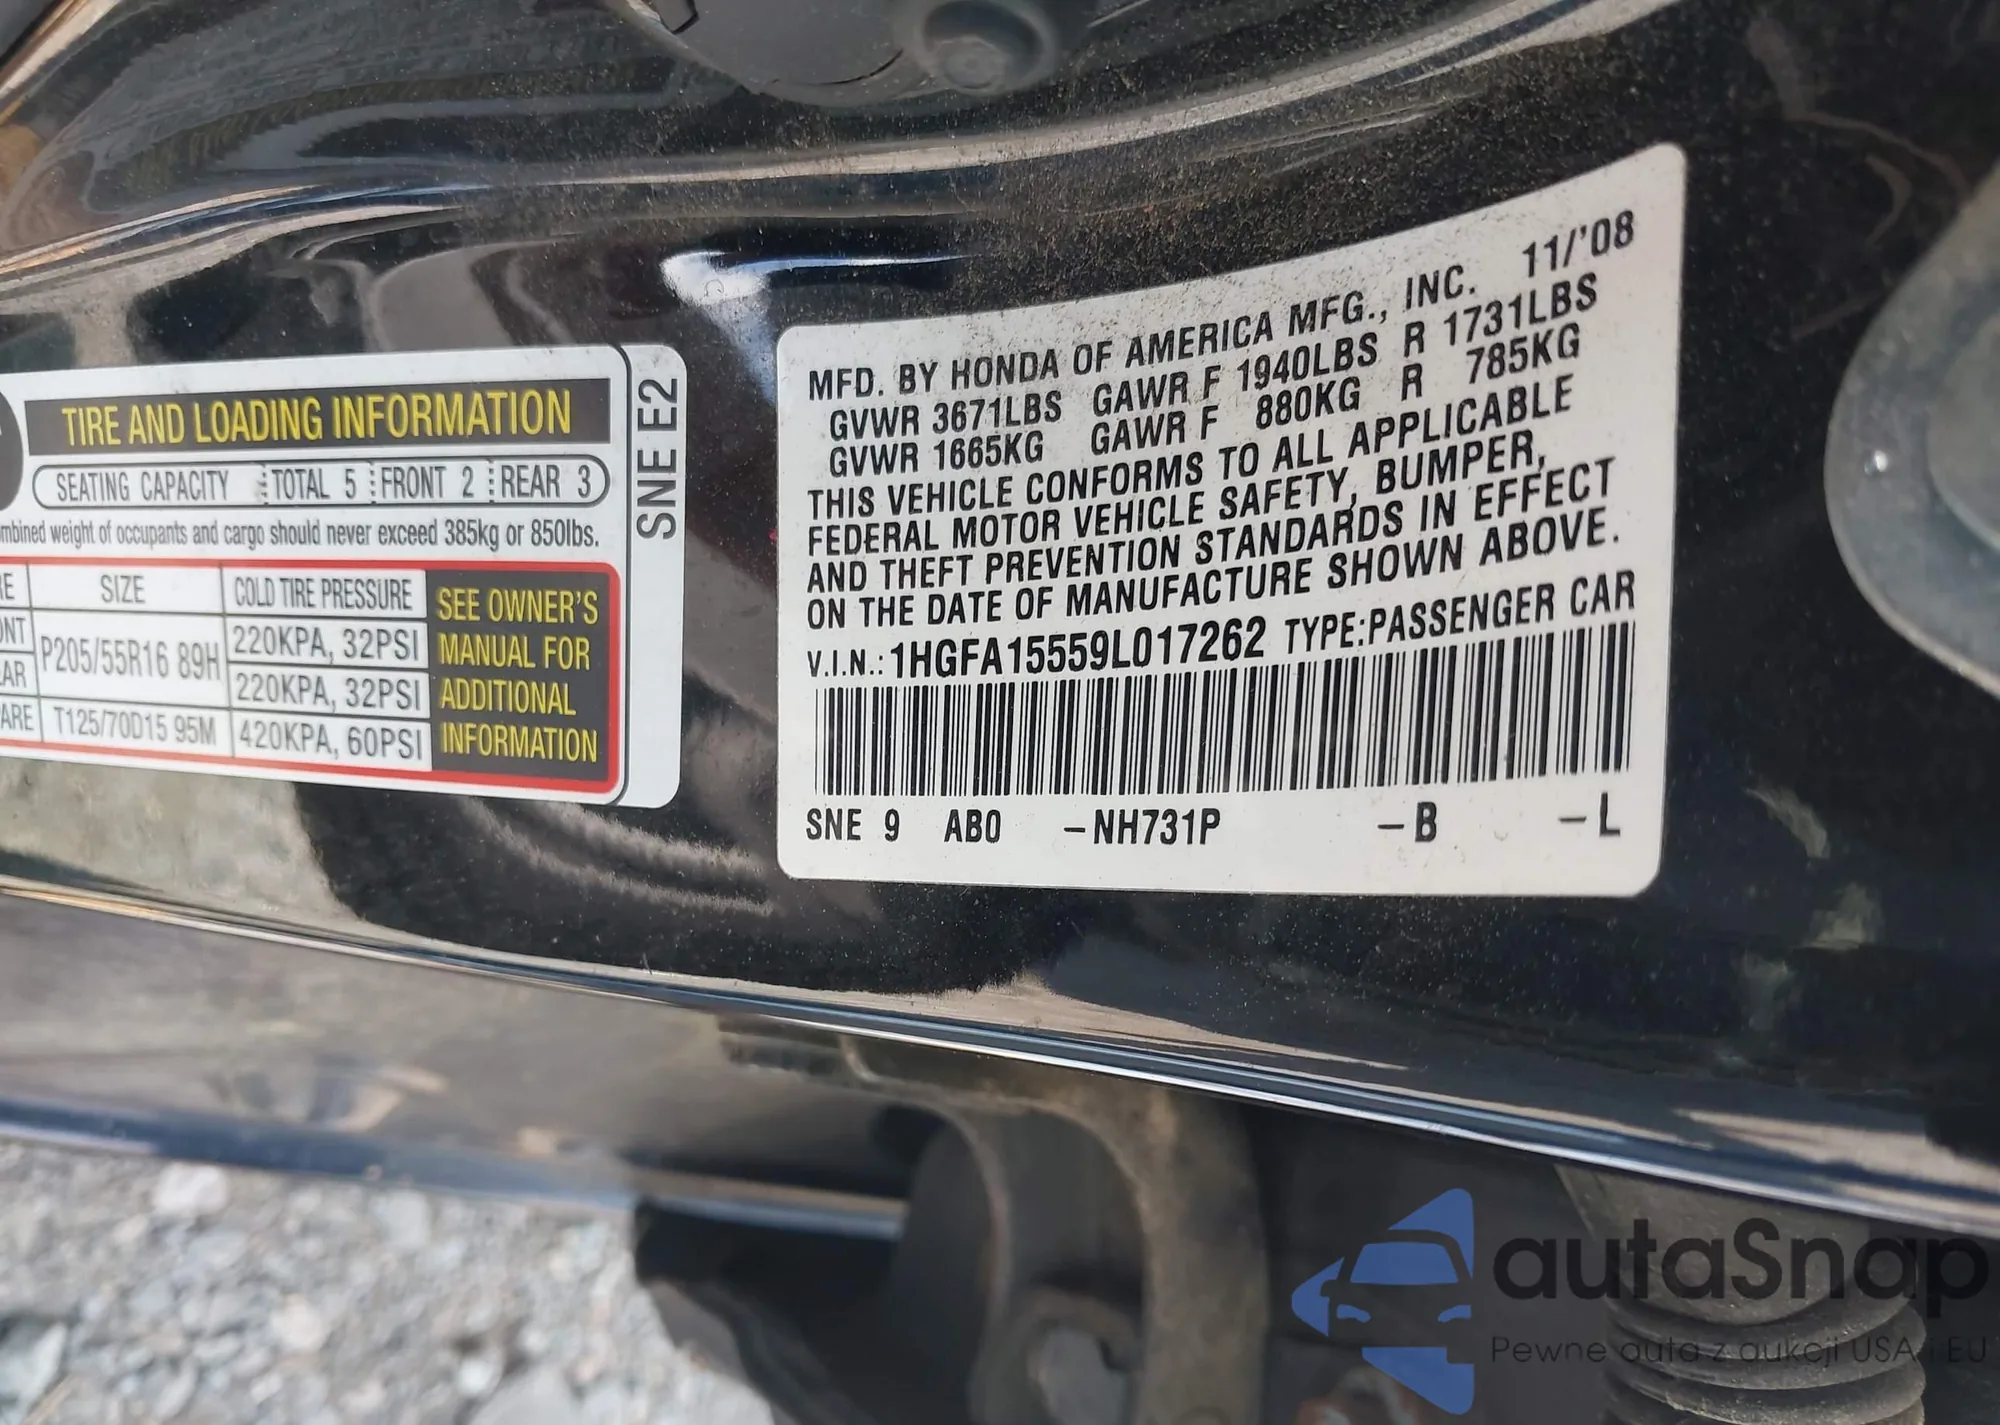 TIRE AND LOADING INFORMATION
SEATING CAPACITY TOTAL 5 FRONT 2 REAR 3
weight of occupants and cargo should never exceed 385kg or 850lbs.
SIZE COLD TIRE PRESSURE
P205/55R16 89H 220KPA, 32PSI
220KPA, 32PSI
T125/70D15 95M 420KPA, 60PSI
SEE OWNER'S
MANUAL FOR
ADDITIONAL
INFORMATION
SNE E2
MFD. BY HONDA OF AMERICA MFG., INC. 11/'08
GVWR 3671LBS GAWR F 1940LBS R 1731LBS
GVWR 1665KG GAWR F 880KG R 785KG
THIS VEHICLE CONFORMS TO ALL APPLICABLE
FEDERAL MOTOR VEHICLE SAFETY, BUMPER,
AND THEFT PREVENTION STANDARDS IN EFFECT
ON THE DATE OF MANUFACTURE SHOWN ABOVE.
V.I.N.: 1HGFA15559L017262 TYPE:PASSENGER CAR
SNE 9 AB0 -NH731P -B -L
autaSnap
Pewne auta z aukcji USA i EU